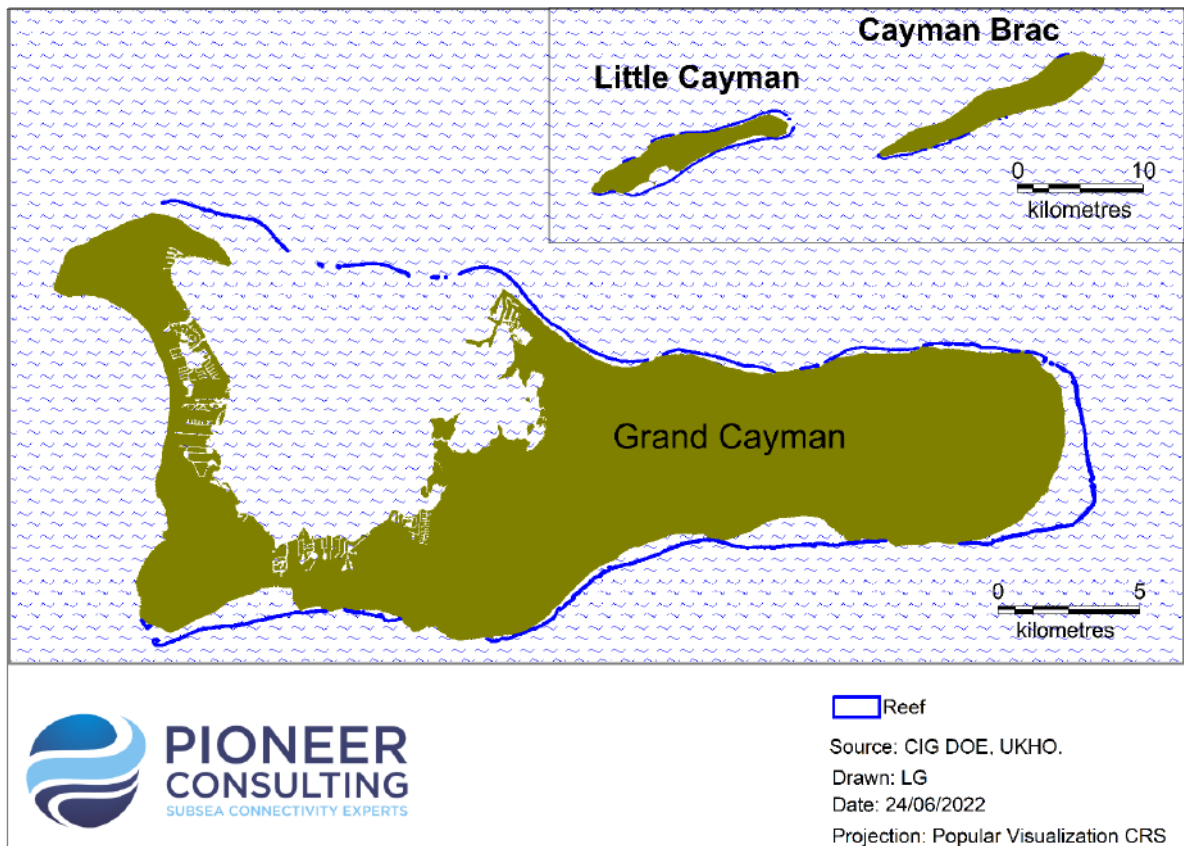 Cayman Brac
Little Cayman
0 10
kilometres
Grand Cayman
0 5
kilometres
PIONEER
CONSULTING
SUBSEA CONNECTIVITY EXPERTS
Reef
Source: CIG DOE, UKHO.
Drawn: LG
Date: 24/06/2022
Projection: Popular Visualization CRS